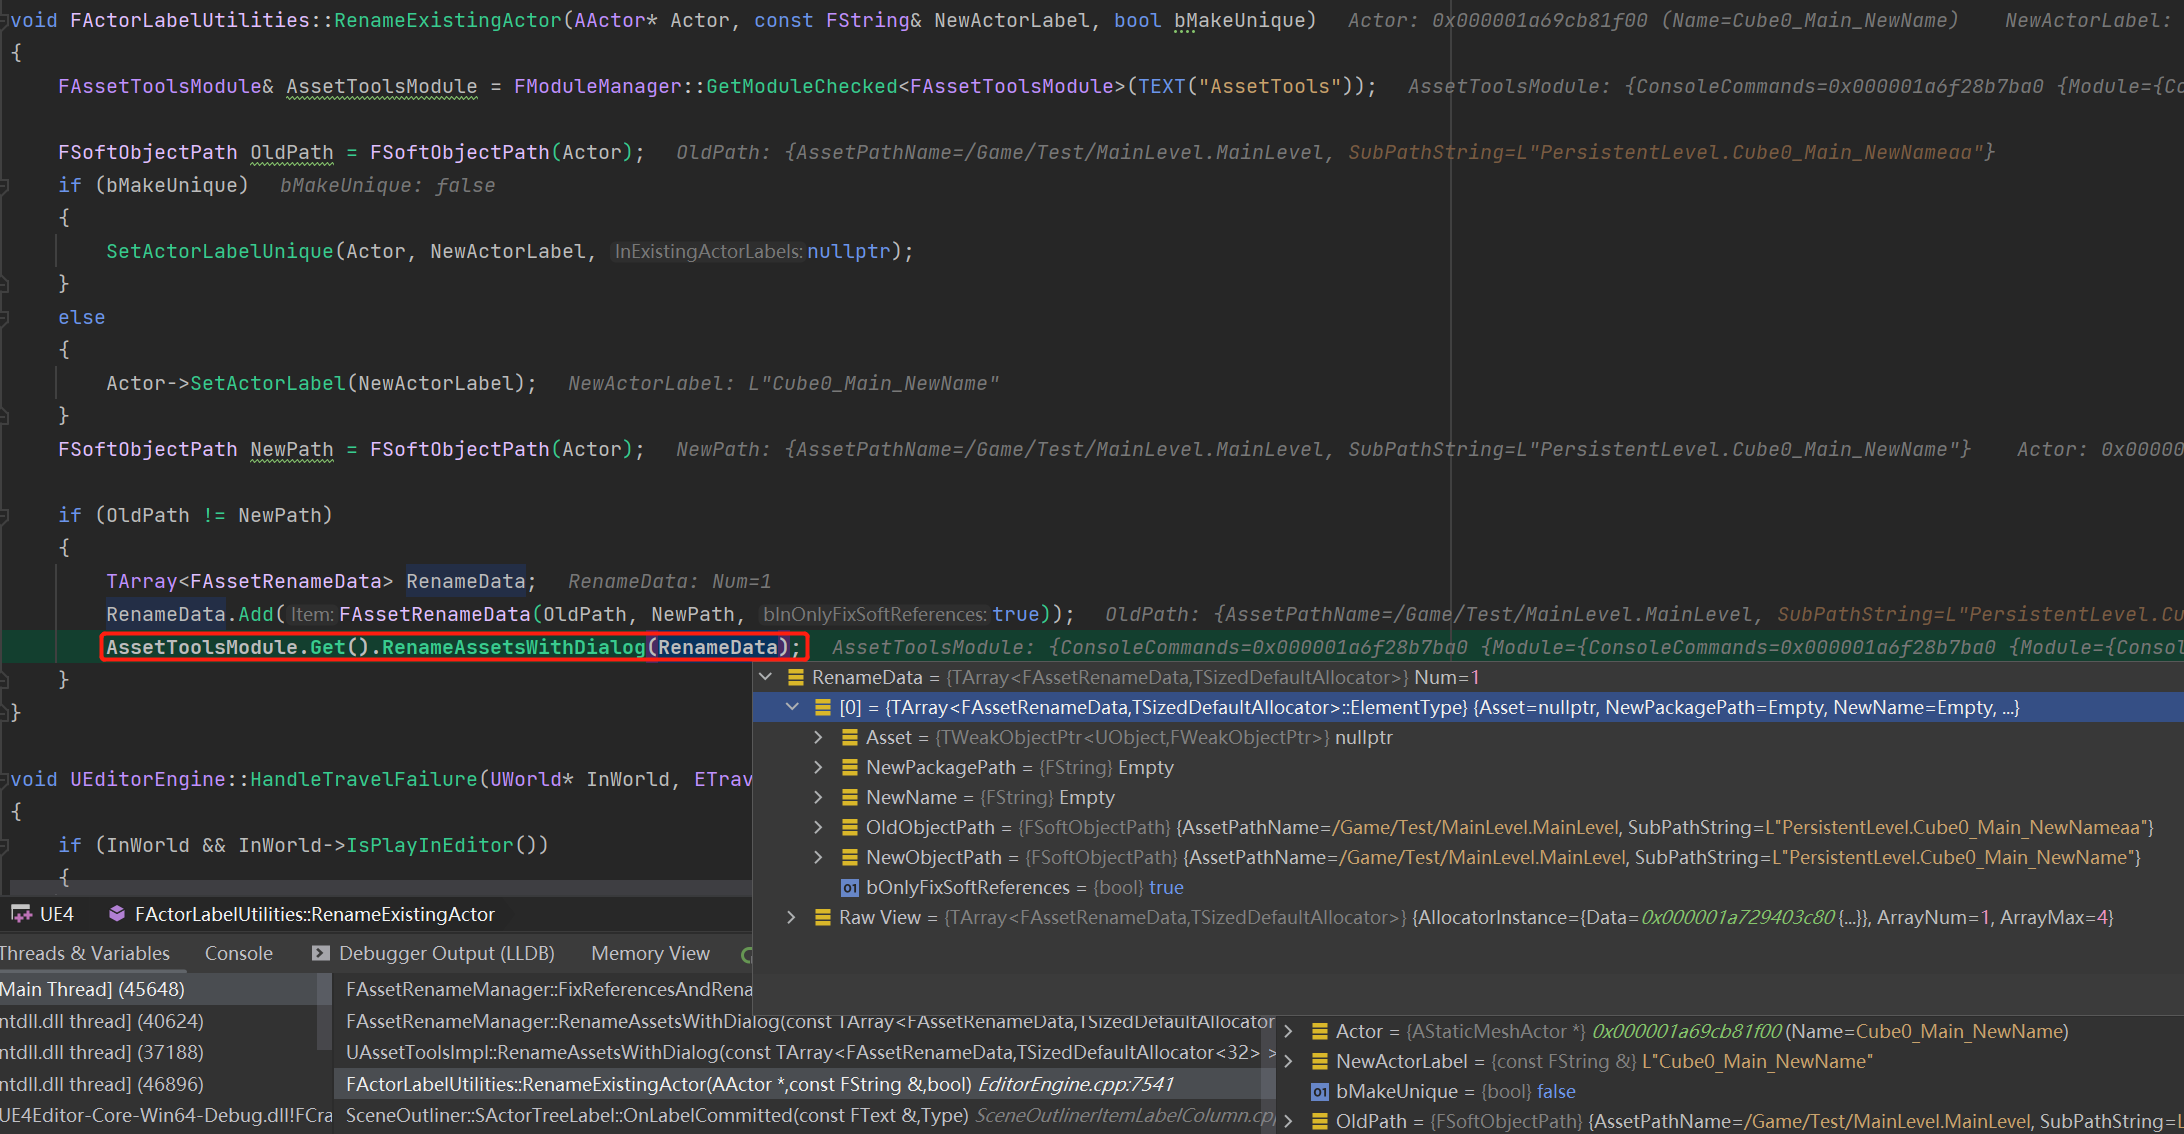 void FActorLabelUtilities::RenameExistingActor(AActor* Actor, const FString& NewActorLabel, bool bMakeUnique)   Actor: 0x000001a69cb81f00 (Name=Cube0_Main_NewName)    NewActorLabel:
{
    FAssetToolsModule& AssetToolsModule = FModuleManager::GetModuleChecked<FAssetToolsModule>(TEXT("AssetTools"));   AssetToolsModule: {ConsoleCommands=0x000001a6f28b7ba0 {Module={Co
    FSoftObjectPath OldPath = FSoftObjectPath(Actor);   OldPath: {AssetPathName=/Game/Test/MainLevel.MainLevel, SubPathString=L"PersistentLevel.Cube0_Main_NewNameaa"}
    if (bMakeUnique)   bMakeUnique: false
    {
        SetActorLabelUnique(Actor, NewActorLabel, InExistingActorLabels: nullptr);
    }
    else
    {
        Actor->SetActorLabel(NewActorLabel);   NewActorLabel: L"Cube0_Main_NewName"
    }
    FSoftObjectPath NewPath = FSoftObjectPath(Actor);   NewPath: {AssetPathName=/Game/Test/MainLevel.MainLevel, SubPathString=L"PersistentLevel.Cube0_Main_NewName"}    Actor: 0x00000
    if (OldPath != NewPath)
    {
        TArray<FAssetRenameData> RenameData;   RenameData: Num=1
        RenameData.Add( Item: FAssetRenameData(OldPath, NewPath, bInOnlyFixSoftReferences: true));   OldPath: {AssetPathName=/Game/Test/MainLevel.MainLevel, SubPathString=L"PersistentLevel.Cu
        AssetToolsModule.Get().RenameAssetsWithDialog(RenameData);   AssetToolsModule: {ConsoleCommands=0x000001a6f28b7ba0 {Module={ConsoleCommands=0x000001a6f28b7ba0 {Module={Consol
    }
RenameData = {TArray<FAssetRenameData,TSizedDefaultAllocator>} Num=1
[0] = {TArray<FAssetRenameData,TSizedDefaultAllocator>::ElementType} {Asset=nullptr, NewPackagePath=Empty, NewName=Empty, ...}
Asset = {TWeakObjectPtr<UObject,FWeakObjectPtr>} nullptr
NewPackagePath = {FString} Empty
NewName = {FString} Empty
OldObjectPath = {FSoftObjectPath} {AssetPathName=/Game/Test/MainLevel.MainLevel, SubPathString=L"PersistentLevel.Cube0_Main_NewNameaa"}
NewObjectPath = {FSoftObjectPath} {AssetPathName=/Game/Test/MainLevel.MainLevel, SubPathString=L"PersistentLevel.Cube0_Main_NewName"}
01 bOnlyFixSoftReferences = {bool} true
Raw View = {TArray<FAssetRenameData,TSizedDefaultAllocator>} {AllocatorInstance={Data=0x000001a729403c80 {...}}, ArrayNum=1, ArrayMax=4}
}
void UEditorEngine::HandleTravelFailure(UWorld* InWorld, ETrav
{
    if (InWorld && InWorld->IsPlayInEditor())
    {
UE4   FActorLabelUtilities::RenameExistingActor
Threads & Variables   Console   Debugger Output (LLDB)   Memory View
Main Thread] (45648)
ntdll.dll thread] (40624)
ntdll.dll thread] (37188)
ntdll.dll thread] (46896)
UE4Editor-Core-Win64-Debug.dll!FCra
FAssetRenameManager::FixReferencesAndRena
FAssetRenameManager::RenameAssetsWithDialog(const TArray<FAssetRenameData,TSizedDefaultAllocator
UAssetToolsImpl::RenameAssetsWithDialog(const TArray<FAssetRenameData,TSizedDefaultAllocator<32> >
FActorLabelUtilities::RenameExistingActor(AActor *,const FString &,bool) EditorEngine.cpp:7541
SceneOutliner::SActorTreeLabel::OnLabelCommitted(const FText &,Type) SceneOutlinerItemLabelColumn.cp
Actor = {AStaticMeshActor *} 0x000001a69cb81f00 (Name=Cube0_Main_NewName)
NewActorLabel = {const FString &} L"Cube0_Main_NewName"
01 bMakeUnique = {bool} false
OldPath = {FSoftObjectPath} {AssetPathName=/Game/Test/MainLevel.MainLevel, SubPathString=L